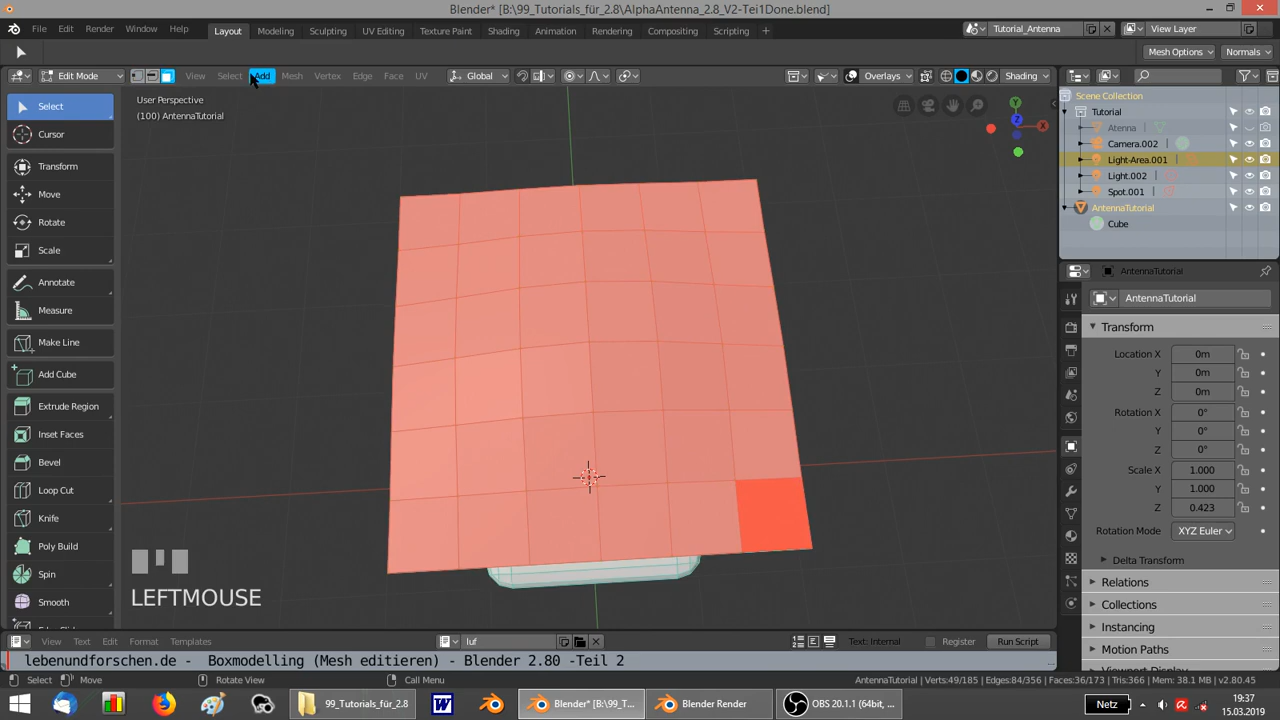 Blender* [B:\99_Tutorials_für_2.8\AlphaAntenna_2.8_V2-Tei1Done.blend]
File Edit Render Window Help Layout Modeling Sculpting UV Editing Texture Paint Shading Animation Rendering Compositing Scripting + Tutorial_Antenna View Layer
Mesh Options Normals
Edit Mode View Select Add Mesh Vertex Edge Face UV Global Overlays Shading
User Perspective
(100) AntennaTutorial
Select
Cursor
Transform
Move
Rotate
Scale
Annotate
Measure
Make Line
Add Cube
Extrude Region
Inset Faces
Bevel
Loop Cut
Knife
Poly Build
Spin
Smooth
Y
Z
X
LEFTMOUSE
Scene Collection
Tutorial
Atenna
Camera.002
Light-Area.001
Light.002
Spot.001
AntennaTutorial
Cube
AntennaTutorial
AntennaTutorial
Transform
Location X 0m
Y 0m
Z 0m
Rotation X 0°
Y 0°
Z 0°
Scale X 1.000
Y 1.000
Z 0.423
Rotation Mode XYZ Euler
Delta Transform
Relations
Collections
Instancing
Motion Paths
View Text Edit Format Templates luf Text: Internal Register Run Script
lebenundforschen.de - Boxmodelling (Mesh editieren) - Blender 2.80 -Teil 2
Select Move Rotate View Call Menu AntennaTutorial | Verts:49/185 | Edges:84/356 | Faces:36/173 | Tris:366 | Mem: 38.1 MB | v2.80.45
99_Tutorials_für_2.8 Blender* [B:\99_T... Blender Render OBS 20.1.1 (64bit, ... Netz 19:37
15.03.2019